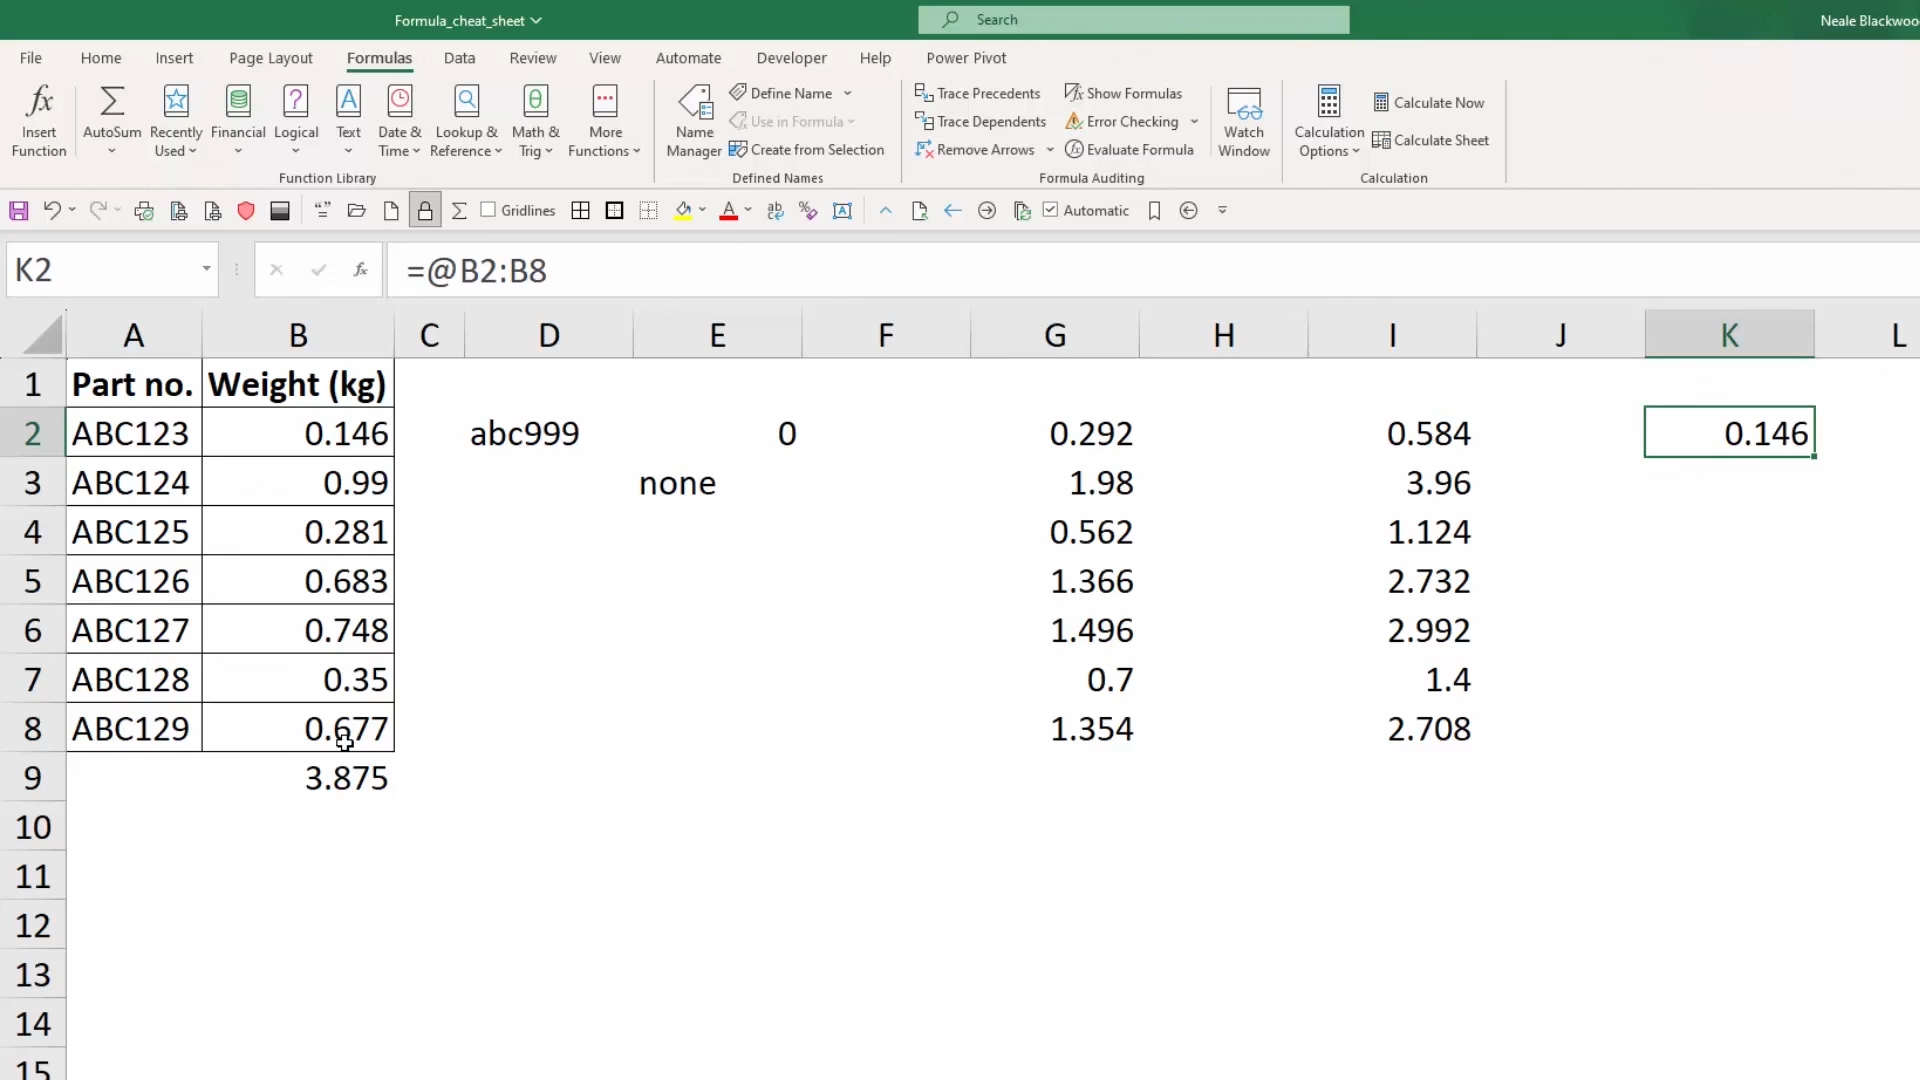 Formula_cheat_sheet
Search
Neale Blackwoo
File Home Insert Page Layout Formulas Data Review View Automate Developer Help Power Pivot
fx
Insert Function
AutoSum
Recently Used
Financial
Logical
Text
Date & Time
Lookup & Reference
Math & Trig
More Functions
Function Library
Name Manager
Define Name
Use in Formula
Create from Selection
Defined Names
Trace Precedents
Trace Dependents
Remove Arrows
Show Formulas
Error Checking
Evaluate Formula
Formula Auditing
Watch Window
Calculation Options
Calculate Now
Calculate Sheet
Calculation
Gridlines
Automatic
K2 fx =@B2:B8
A B C D E F G H I J K L
1 Part no. Weight (kg)
2 ABC123 0.146 abc999 0 0.292 0.584 0.146
3 ABC124 0.99 none 1.98 3.96
4 ABC125 0.281 0.562 1.124
5 ABC126 0.683 1.366 2.732
6 ABC127 0.748 1.496 2.992
7 ABC128 0.35 0.7 1.4
8 ABC129 0.677 1.354 2.708
9 3.875
10
11
12
13
14
15